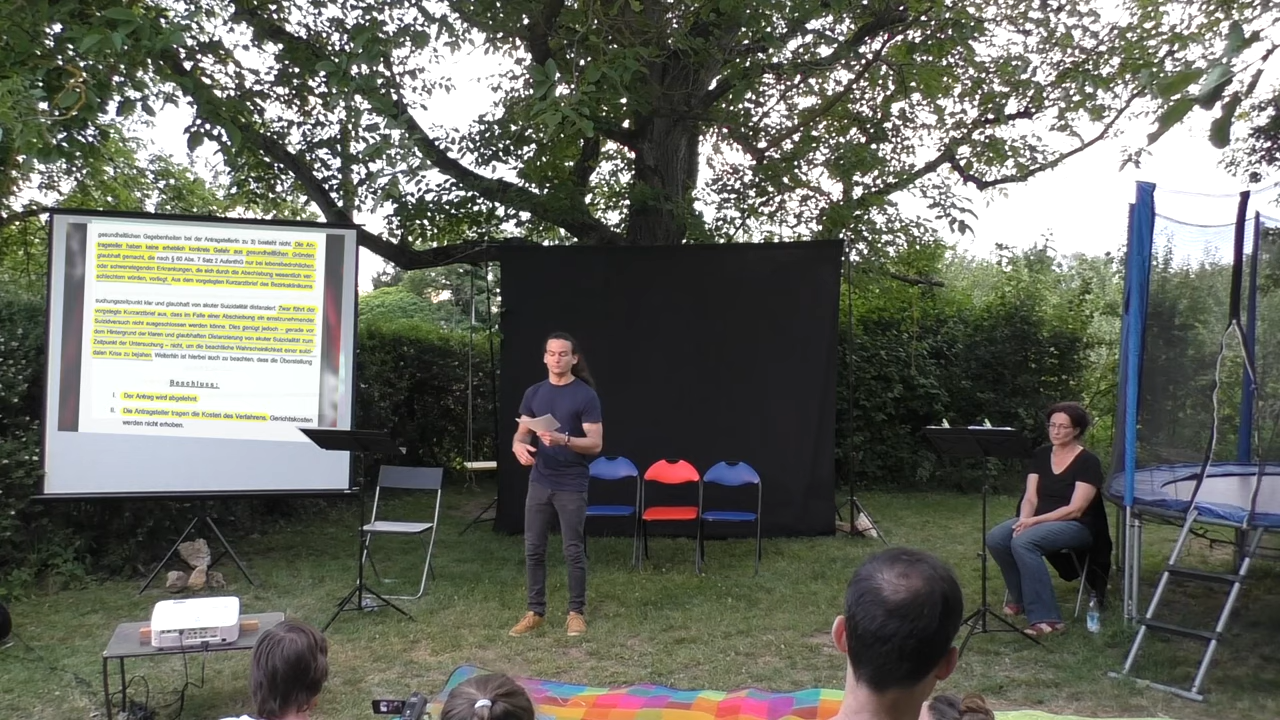 gesundheitlichen Gegebenheiten bei der Antragstellerin zu 3) besteht nicht. Die An-
tragsteller haben keine erheblich konkrete Gefahr aus gesundheitlichen Gründen
glaubhaft gemacht, die nach § 60 Abs. 7 Satz 2 AufenthG nur bei lebensbedrohlichen
oder schwerwiegenden Erkrankungen, die sich durch die Abschiebung wesentlich ver-
schlechtern würden, vorliegt. Aus dem vorgelegten Kurzarztbrief des Bezirksklinikums
suchungszeitpunkt klar und glaubhaft von akuter Suizidalität distanziert. Zwar führt der
vorgelegte Kurzarztbrief aus, dass im Falle einer Abschiebung ein ernstzunehmender
Suizidversuch nicht ausgeschlossen werden könne. Dies genügt jedoch – gerade vor
dem Hintergrund der klaren und glaubhaften Distanzierung von akuter Suizidalität zum
Zeitpunkt der Untersuchung – nicht, um die beachtliche Wahrscheinlichkeit einer suizi-
dalen Krise zu bejahen. Weiterhin ist hierbei auch zu beachten, dass die Überstellung
Beschluss:
I. Der Antrag wird abgelehnt.
II. Die Antragsteller tragen die Kosten des Verfahrens. Gerichtskosten
werden nicht erhoben.